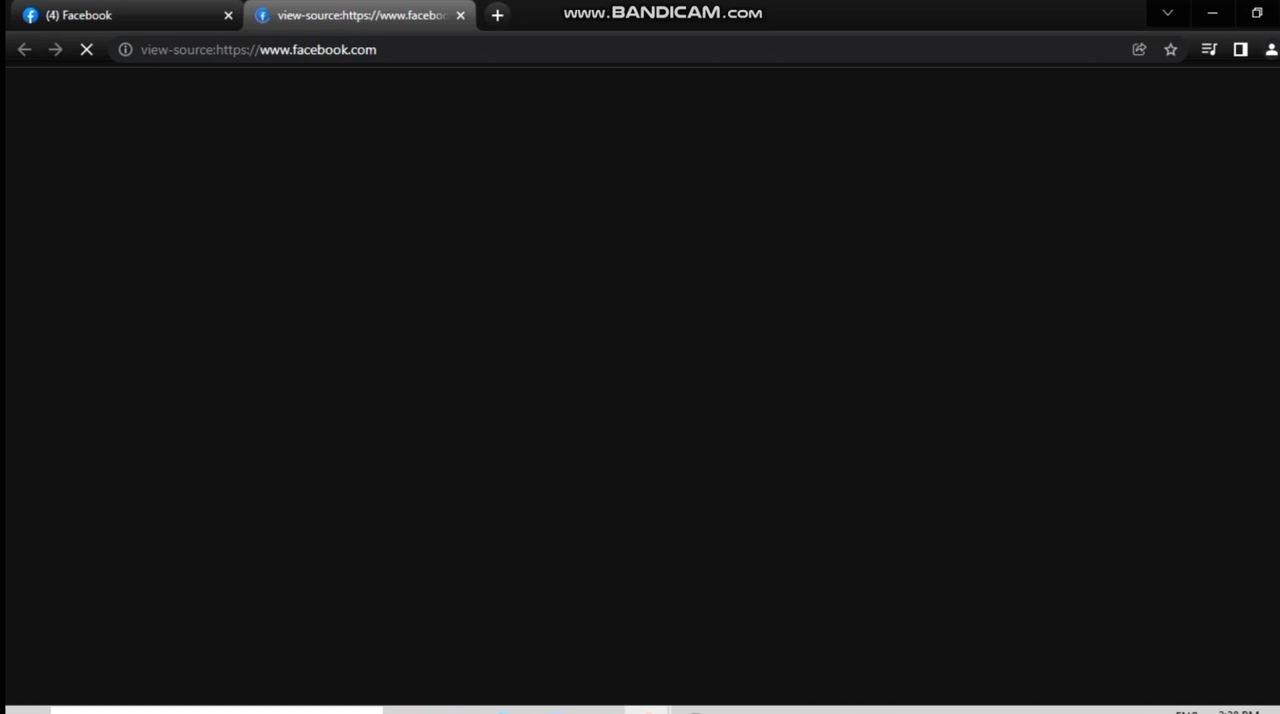 (4) Facebook
view-source:https://www.faceboo
www.BANDICAM.com
view-source:https://www.facebook.com